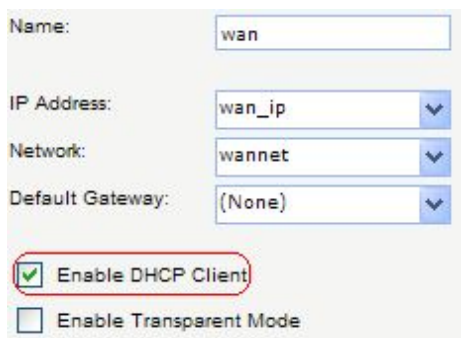 Name: wan
IP Address: wan_ip
Network: wannet
Default Gateway: (None)
Enable DHCP Client
Enable Transparent Mode